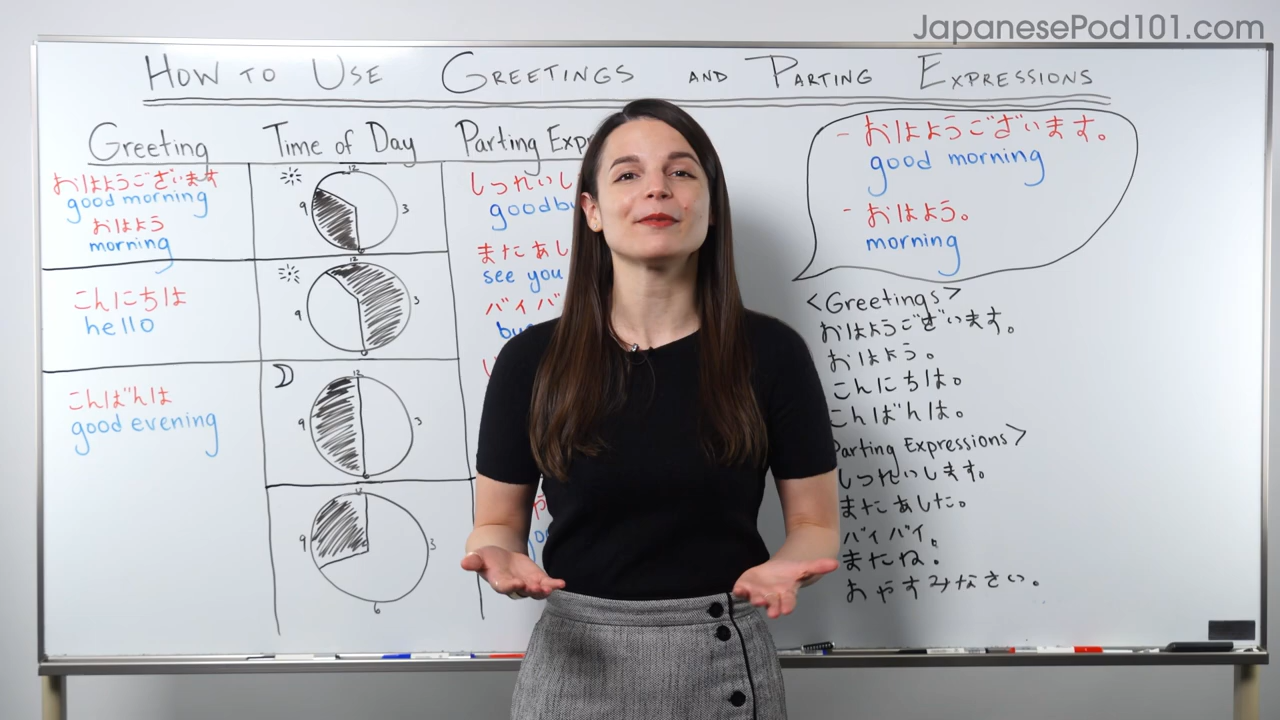 JapanesePod101.com
HOW TO USE GREETINGS AND PARTING EXPRESSIONS
Greeting
おはようございます
good morning
おはよう
morning
こんにちは
hello
こんばんは
good evening
Time of Day
12
9
3
6
12
9
3
6
12
9
3
6
12
9
3
6
Parting
しつれいし
またあし
see you
バイバ
- おはようございます。
good morning
- おはよう。
morning
<Greetings>
おはようございます。
おはよう。
こんにちは。
こんばんは。
Expressions>
しつれいします。
またあした。
バイバイ。
またね。
おやすみなさい。